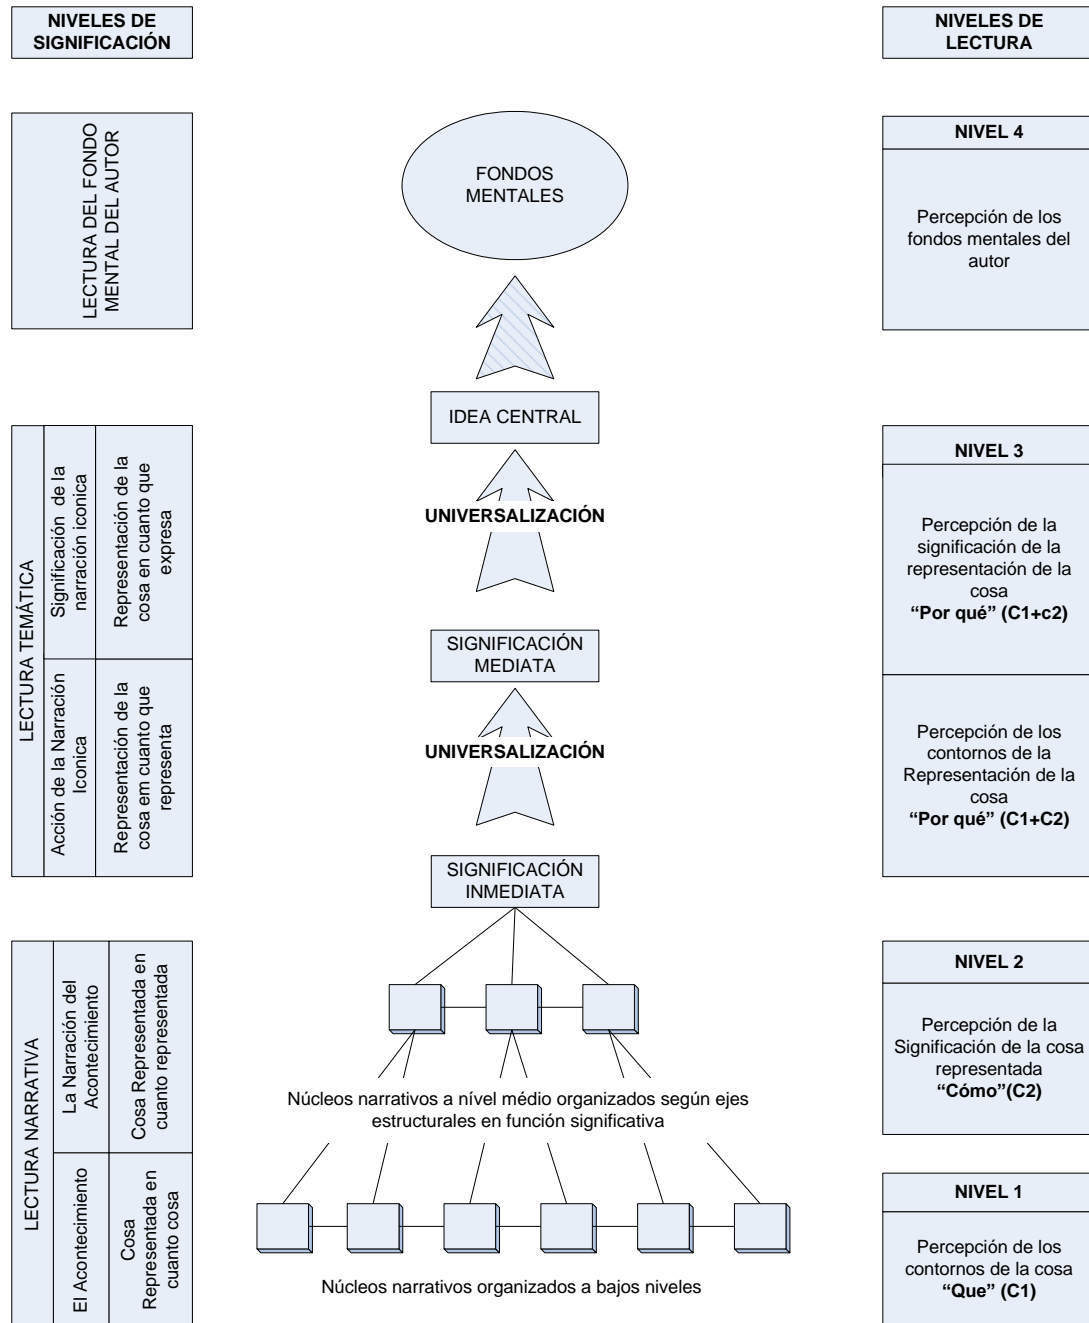 NIVELES DE
SIGNIFICACIÓN
NIVELES DE
LECTURA
LECTURA DEL FONDO
MENTAL DEL AUTOR
FONDOS
MENTALES
NIVEL 4
Percepción de los
fondos mentales del
autor
IDEA CENTRAL
LECTURA TEMÁTICA
Significación de la
narración iconica
Representación de la
cosa en cuanto que
expresa
UNIVERSALIZACIÓN
NIVEL 3
Percepción de la
significación de la
representación de la
cosa
“Por qué” (C1+c2)
SIGNIFICACIÓN
MEDIATA
Acción de la Narración
Iconica
Representación de la
cosa em cuanto que
representa
UNIVERSALIZACIÓN
Percepción de los
contornos de la
Representación de la
cosa
“Por qué” (C1+C2)
SIGNIFICACIÓN
INMEDIATA
LECTURA NARRATIVA
La Narración del
Acontecimiento
Cosa Representada en
cuanto representada
NIVEL 2
Percepción de la
Significación de la cosa
representada
“Cómo”(C2)
Núcleos narrativos a nível médio organizados según ejes
estructurales en función significativa
El Acontecimiento
Cosa
Representada en
cuanto cosa
NIVEL 1
Percepción de los
contornos de la cosa
“Que” (C1)
Núcleos narrativos organizados a bajos niveles